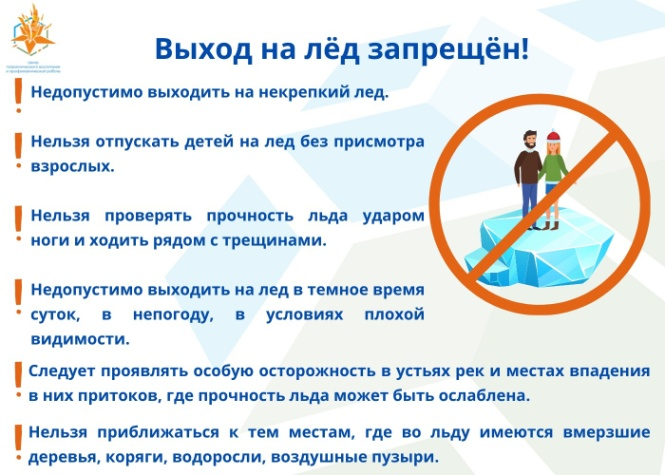 Выход на лёд запрещён!
Недопустимо выходить на некрепкий лед.
Нельзя отпускать детей на лед без присмотра
взрослых.
Нельзя проверять прочность льда ударом
ноги и ходить рядом с трещинами.
Недопустимо выходить на лед в темное время
суток, в непогоду, в условиях плохой
видимости.
Следует проявлять особую осторожность в устьях рек и местах впадения
в них притоков, где прочность льда может быть ослаблена.
Нельзя приближаться к тем местам, где во льду имеются вмерзшие
деревья, коряги, водоросли, воздушные пузыри.